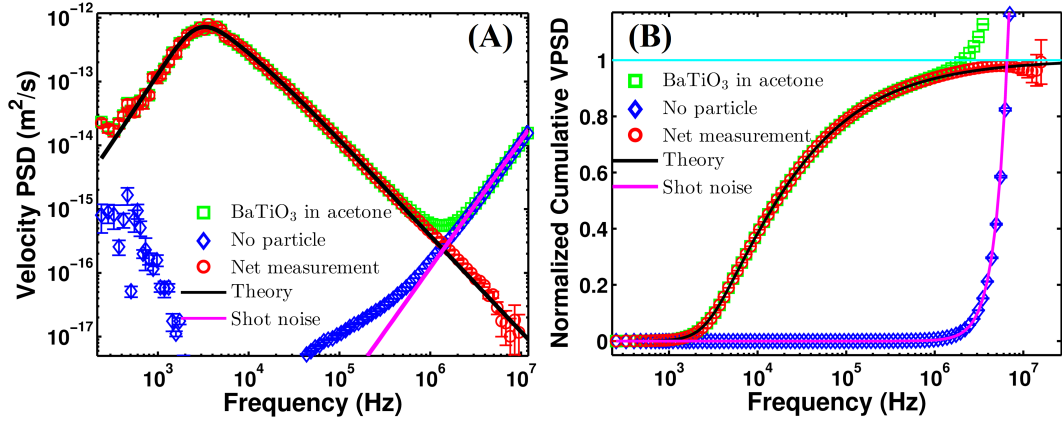 (A)
Velocity PSD (m²/s)
10⁻¹²
10⁻¹³
10⁻¹⁴
10⁻¹⁵
10⁻¹⁶
10⁻¹⁷
BaTiO₃ in acetone
No particle
Net measurement
Theory
Shot noise
10³ 10⁴ 10⁵ 10⁶ 10⁷
Frequency (Hz)
(B)
Normalized Cumulative VPSD
1
0.8
0.6
0.4
0.2
0
BaTiO₃ in acetone
No particle
Net measurement
Theory
Shot noise
10³ 10⁴ 10⁵ 10⁶ 10⁷
Frequency (Hz)